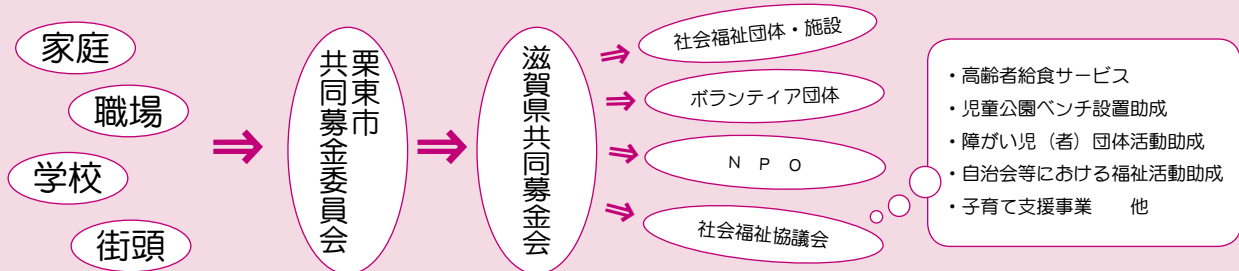 家庭
職場
学校
街頭
⇒
栗東市
共同募金委員会
⇒
滋賀県共同募金会
⇒
⇒
⇒
⇒
社会福祉団体・施設
ボランティア団体
N P O
社会福祉協議会
・高齢者給食サービス
・児童公園ベンチ設置助成
・障がい児（者）団体活動助成
・自治会等における福祉活動助成
・子育て支援事業　　他